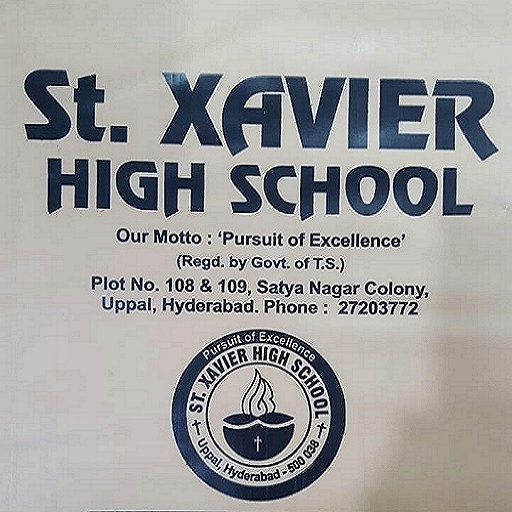 St. XAVIER
HIGH SCHOOL
Our Motto : ‘Pursuit of Excellence’
(Regd. by Govt. of T.S.)
Plot No. 108 & 109, Satya Nagar Colony,
Uppal, Hyderabad. Phone : 27203772
Pursuit of Excellence
ST. XAVIER HIGH SCHOOL
Uppal, Hyderabad - 500 038